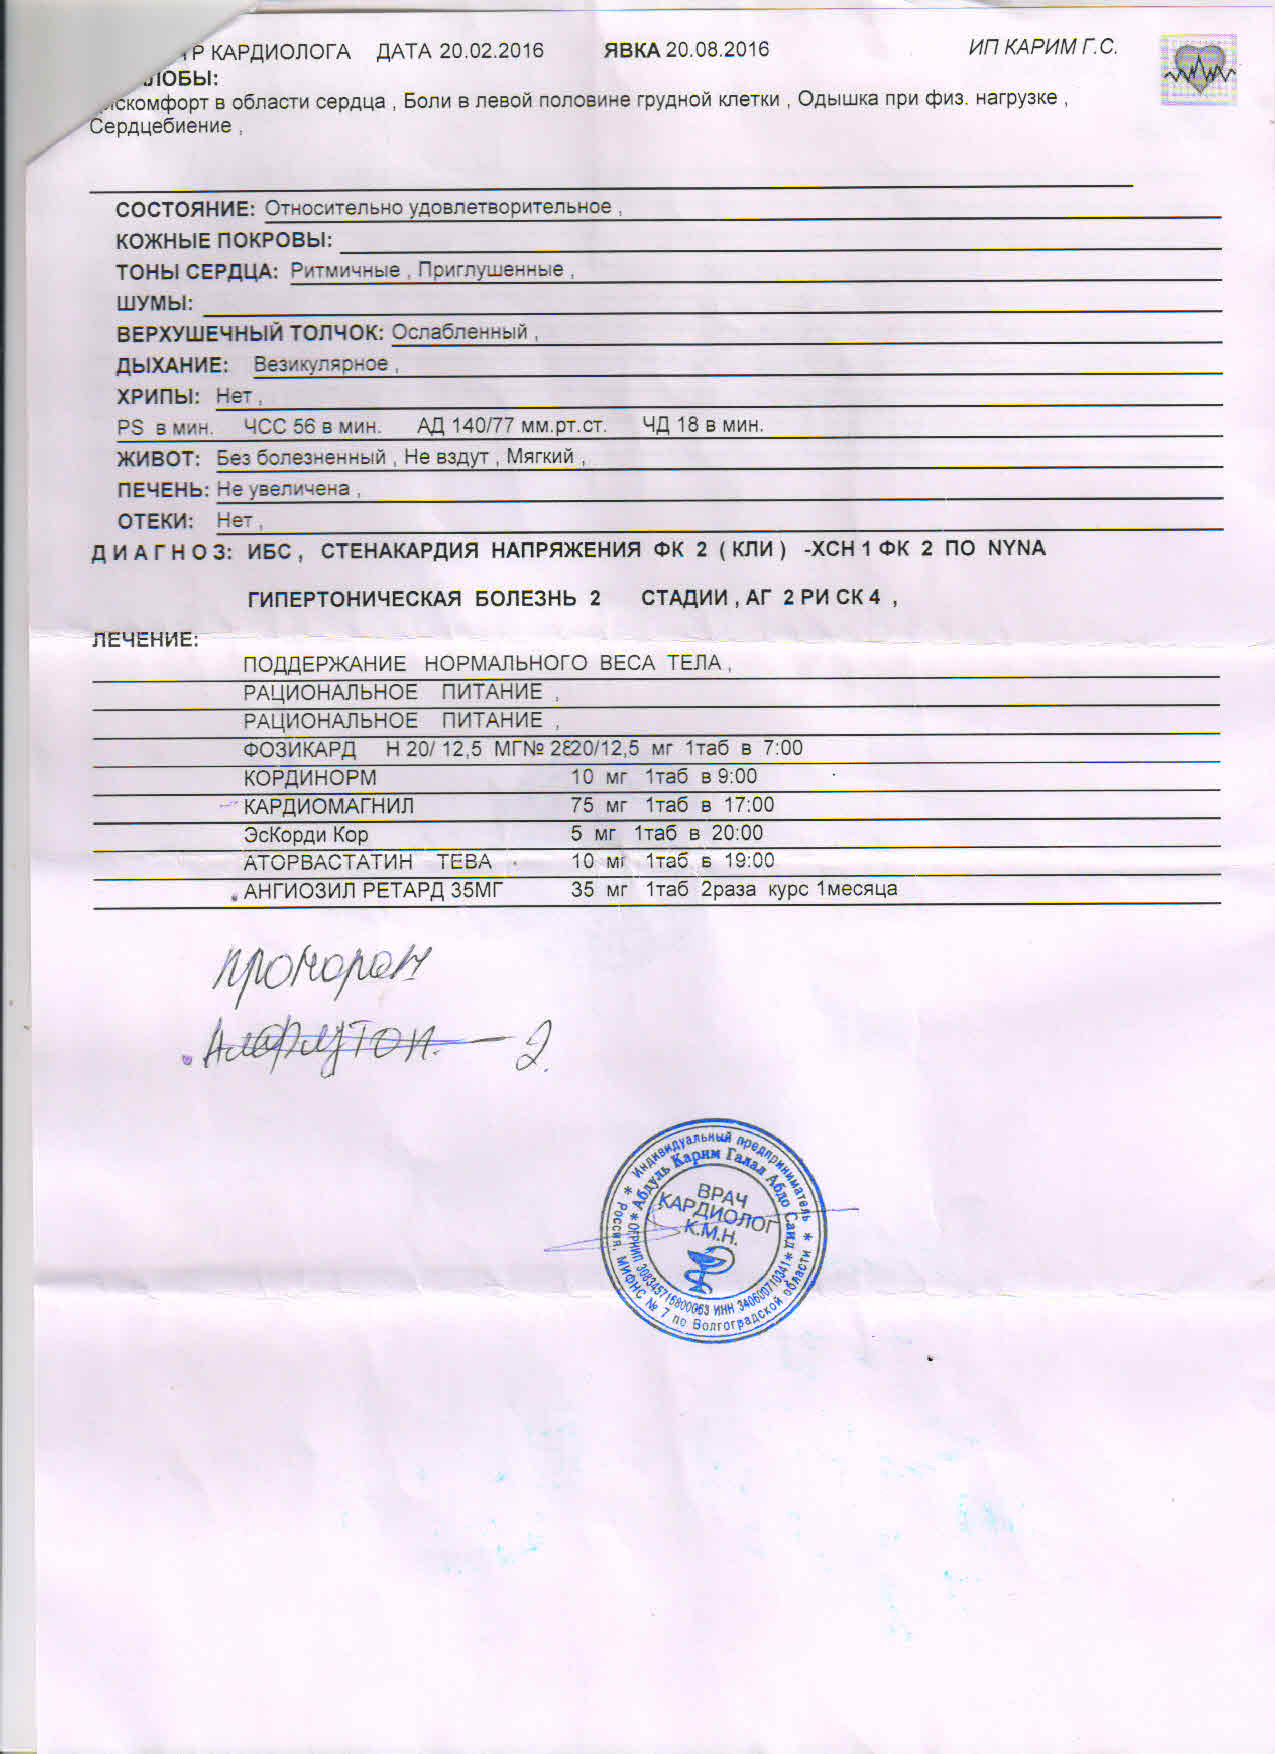 Р КАРДИОЛОГА ДАТА 20.02.2016 ЯВКА 20.08.2016 ИП КАРИМ Г.С.
ЛОБЫ:
искомфорт в области сердца , Боли в левой половине грудной клетки , Одышка при физ. нагрузке ,
Сердцебиение ,
СОСТОЯНИЕ: Относительно удовлетворительное ,
КОЖНЫЕ ПОКРОВЫ:
ТОНЫ СЕРДЦА: Ритмичные , Приглушенные ,
ШУМЫ:
ВЕРХУШЕЧНЫЙ ТОЛЧОК: Ослабленный ,
ДЫХАНИЕ: Везикулярное ,
ХРИПЫ: Нет ,
PS в мин. ЧСС 56 в мин. АД 140/77 мм.рт.ст. ЧД 18 в мин.
ЖИВОТ: Без болезненный , Не вздут , Мягкий ,
ПЕЧЕНЬ: Не увеличена ,
ОТЕКИ: Нет ,
Д И А Г Н О З: ИБС , СТЕНАКАРДИЯ НАПРЯЖЕНИЯ ФК 2 ( КЛИ ) -ХСН 1 ФК 2 ПО NYNA
ГИПЕРТОНИЧЕСКАЯ БОЛЕЗНЬ 2 СТАДИИ , АГ 2 РИ СК 4 ,
ЛЕЧЕНИЕ:
ПОДДЕРЖАНИЕ НОРМАЛЬНОГО ВЕСА ТЕЛА ,
РАЦИОНАЛЬНОЕ ПИТАНИЕ ,
РАЦИОНАЛЬНОЕ ПИТАНИЕ ,
ФОЗИКАРД Н 20/ 12,5 МГ№ 2820/12,5 мг 1таб в 7:00
КОРДИНОРМ 10 мг 1таб в 9:00
КАРДИОМАГНИЛ 75 мг 1таб в 17:00
ЭсКорди Кор 5 мг 1таб в 20:00
АТОРВАСТАТИН ТЕВА 10 мг 1таб в 19:00
АНГИОЗИЛ РЕТАРД 35МГ 35 мг 1таб 2раза курс 1месяца
2.
* Индивидуальный предприниматель *
Россия, МИФНС № 7 по Волгоградской области
* Абдуль Карим Галал Абдо Саид *
ОГРНИП 308345716800063 ИНН 340600710341
ВРАЧ
КАРДИОЛОГ
К.М.Н.